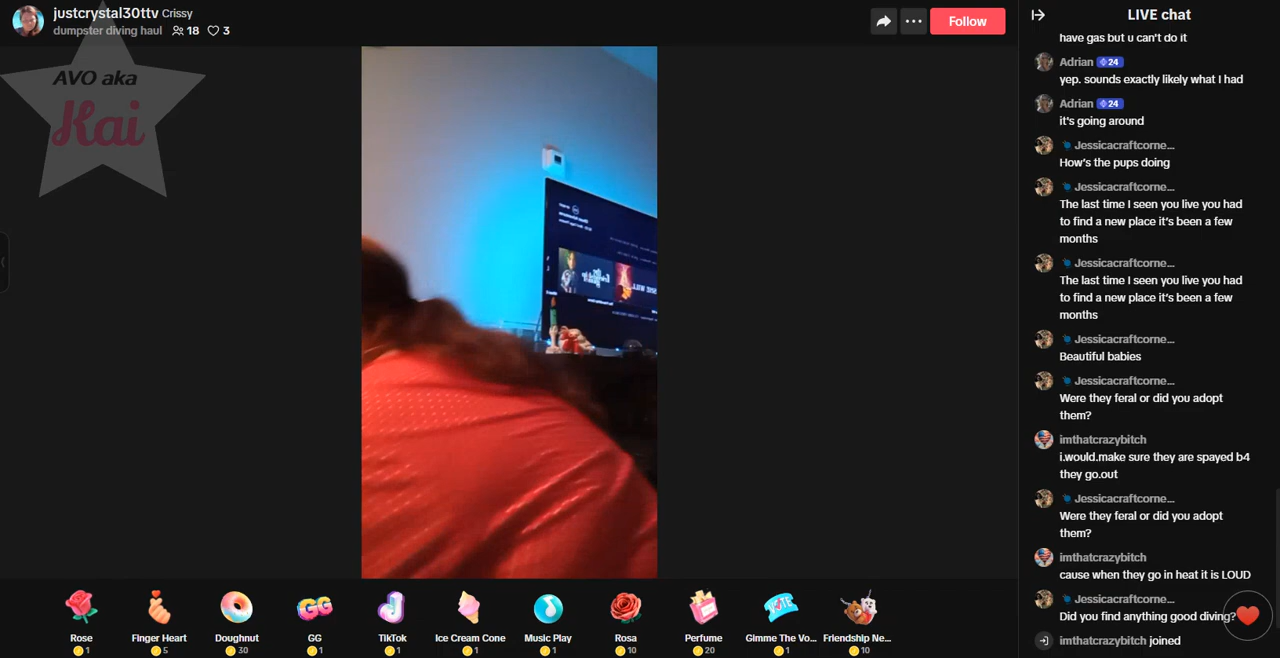 justcrystal30ttv Crissy
dumpster diving haul 18 3
Follow
AVO aka
Kai
LIVE chat
have gas but u can't do it
Adrian 24
yep. sounds exactly likely what I had
Adrian 24
it's going around
Jessicacraftcorne...
How's the pups doing
Jessicacraftcorne...
The last time I seen you live you had
to find a new place it's been a few
months
Jessicacraftcorne...
The last time I seen you live you had
to find a new place it's been a few
months
Jessicacraftcorne...
Beautiful babies
Jessicacraftcorne...
Were they feral or did you adopt
them?
imthatcrazybitch
i.would.make sure they are spayed b4
they go.out
Jessicacraftcorne...
Were they feral or did you adopt
them?
imthatcrazybitch
cause when they go in heat it is LOUD
Jessicacraftcorne...
Did you find anything good diving?
imthatcrazybitch joined
GG
Rose Finger Heart Doughnut GG TikTok Ice Cream Cone Music Play Rosa Perfume Gimme The Vo... Friendship Ne...
1 5 30 1 1 1 1 10 20 1 10